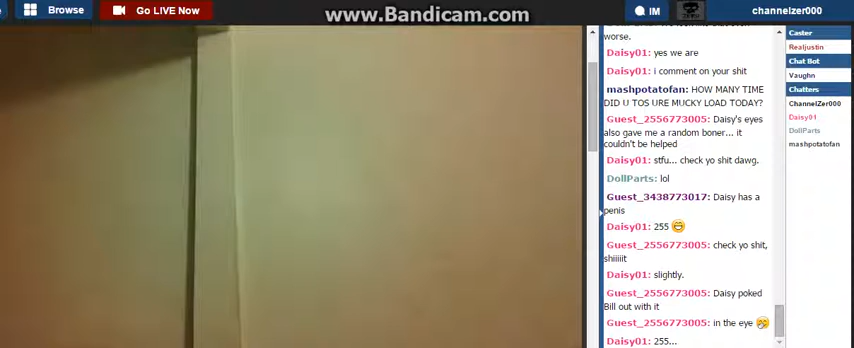 www.Bandicam.com
Browse
Go LIVE Now
IM
channelzer000
worse.
Daisy01: yes we are
Daisy01: i comment on your shit
mashpotatofan: HOW MANY TIME
DID U TOS URE MUCKY LOAD TODAY?
Guest_2556773005: Daisy's eyes
also gave me a random boner... it
couldn't be helped
Daisy01: stfu... check yo shit dawg.
DollParts: lol
Guest_3438773017: Daisy has a
penis
Daisy01: 255
Guest_2556773005: check yo shit,
shiiiiit
Daisy01: slightly.
Guest_2556773005: Daisy poked
Bill out with it
Guest_2556773005: in the eye
Daisy01: 255...
Caster
Realjustin
Chat Bot
Vaughn
Chatters
ChannelZer000
Daisy01
DollParts
mashpotatofan